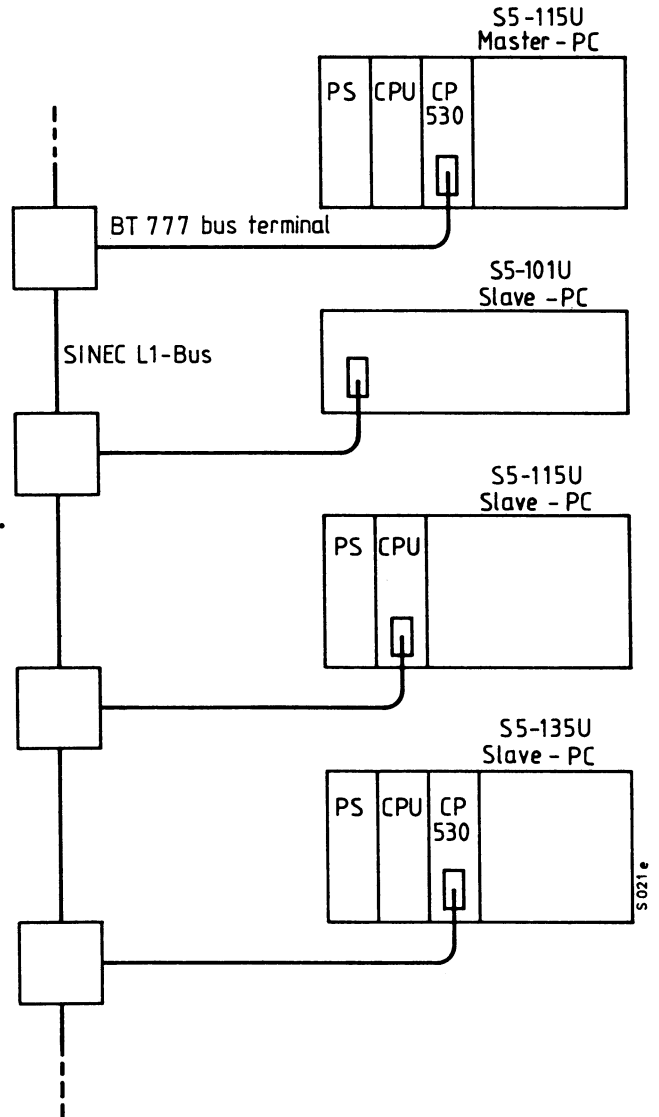 S5-115U
Master - PC
PS CPU CP
530
BT 777 bus terminal
S5-101U
Slave - PC
SINEC L1-Bus
S5-115U
Slave - PC
PS CPU
S5-135U
Slave - PC
PS CPU CP
530
S 021 e